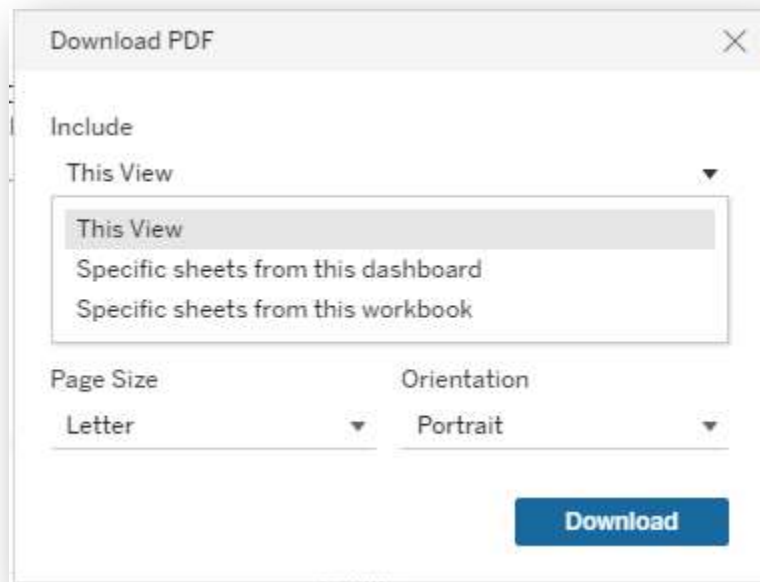 Download PDF
Include
This View
This View
Specific sheets from this dashboard
Specific sheets from this workbook
Page Size Orientation
Letter Portrait
Download